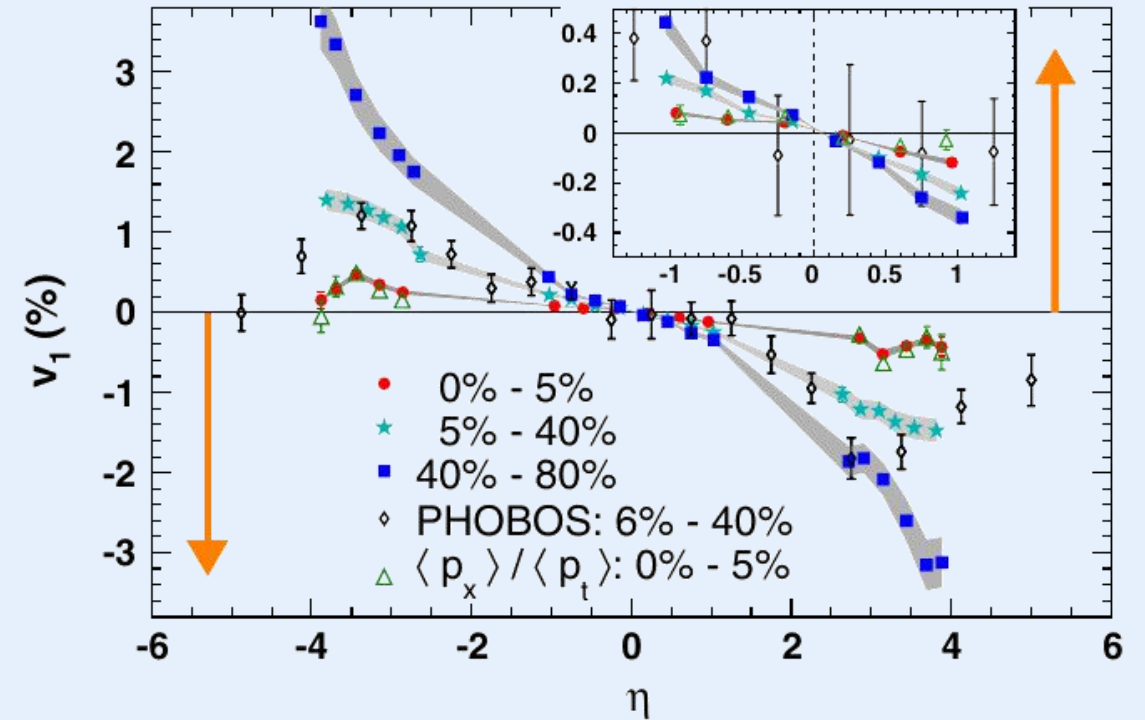 v₁ (%)
3
2
1
0
-1
-2
-3
0.4
0.2
0
-0.2
-0.4
-1 -0.5 0 0.5 1
0% - 5%
5% - 40%
40% - 80%
PHOBOS: 6% - 40%
⟨ pₓ ⟩ / ⟨ pₜ ⟩: 0% - 5%
-6 -4 -2 0 2 4 6
η